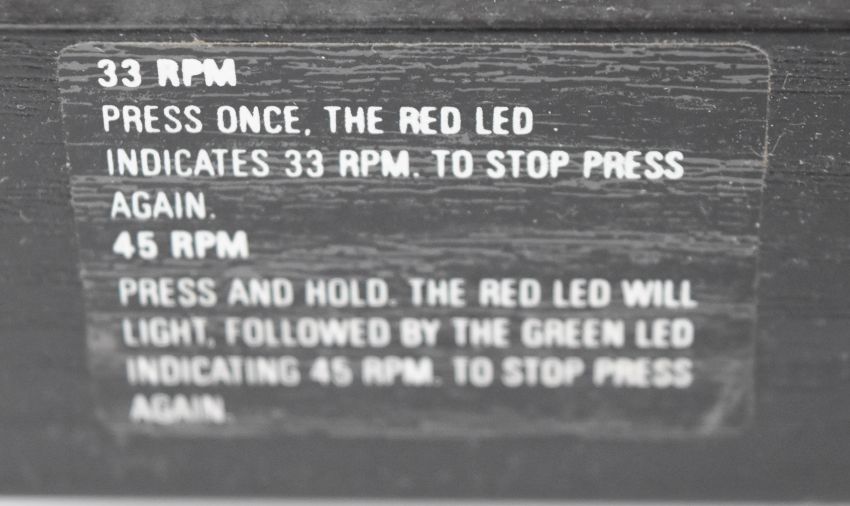 33 RPM
PRESS ONCE, THE RED LED
INDICATES 33 RPM. TO STOP PRESS
AGAIN.
45 RPM
PRESS AND HOLD. THE RED LED WILL
LIGHT, FOLLOWED BY THE GREEN LED
INDICATING 45 RPM. TO STOP PRESS
AGAIN.